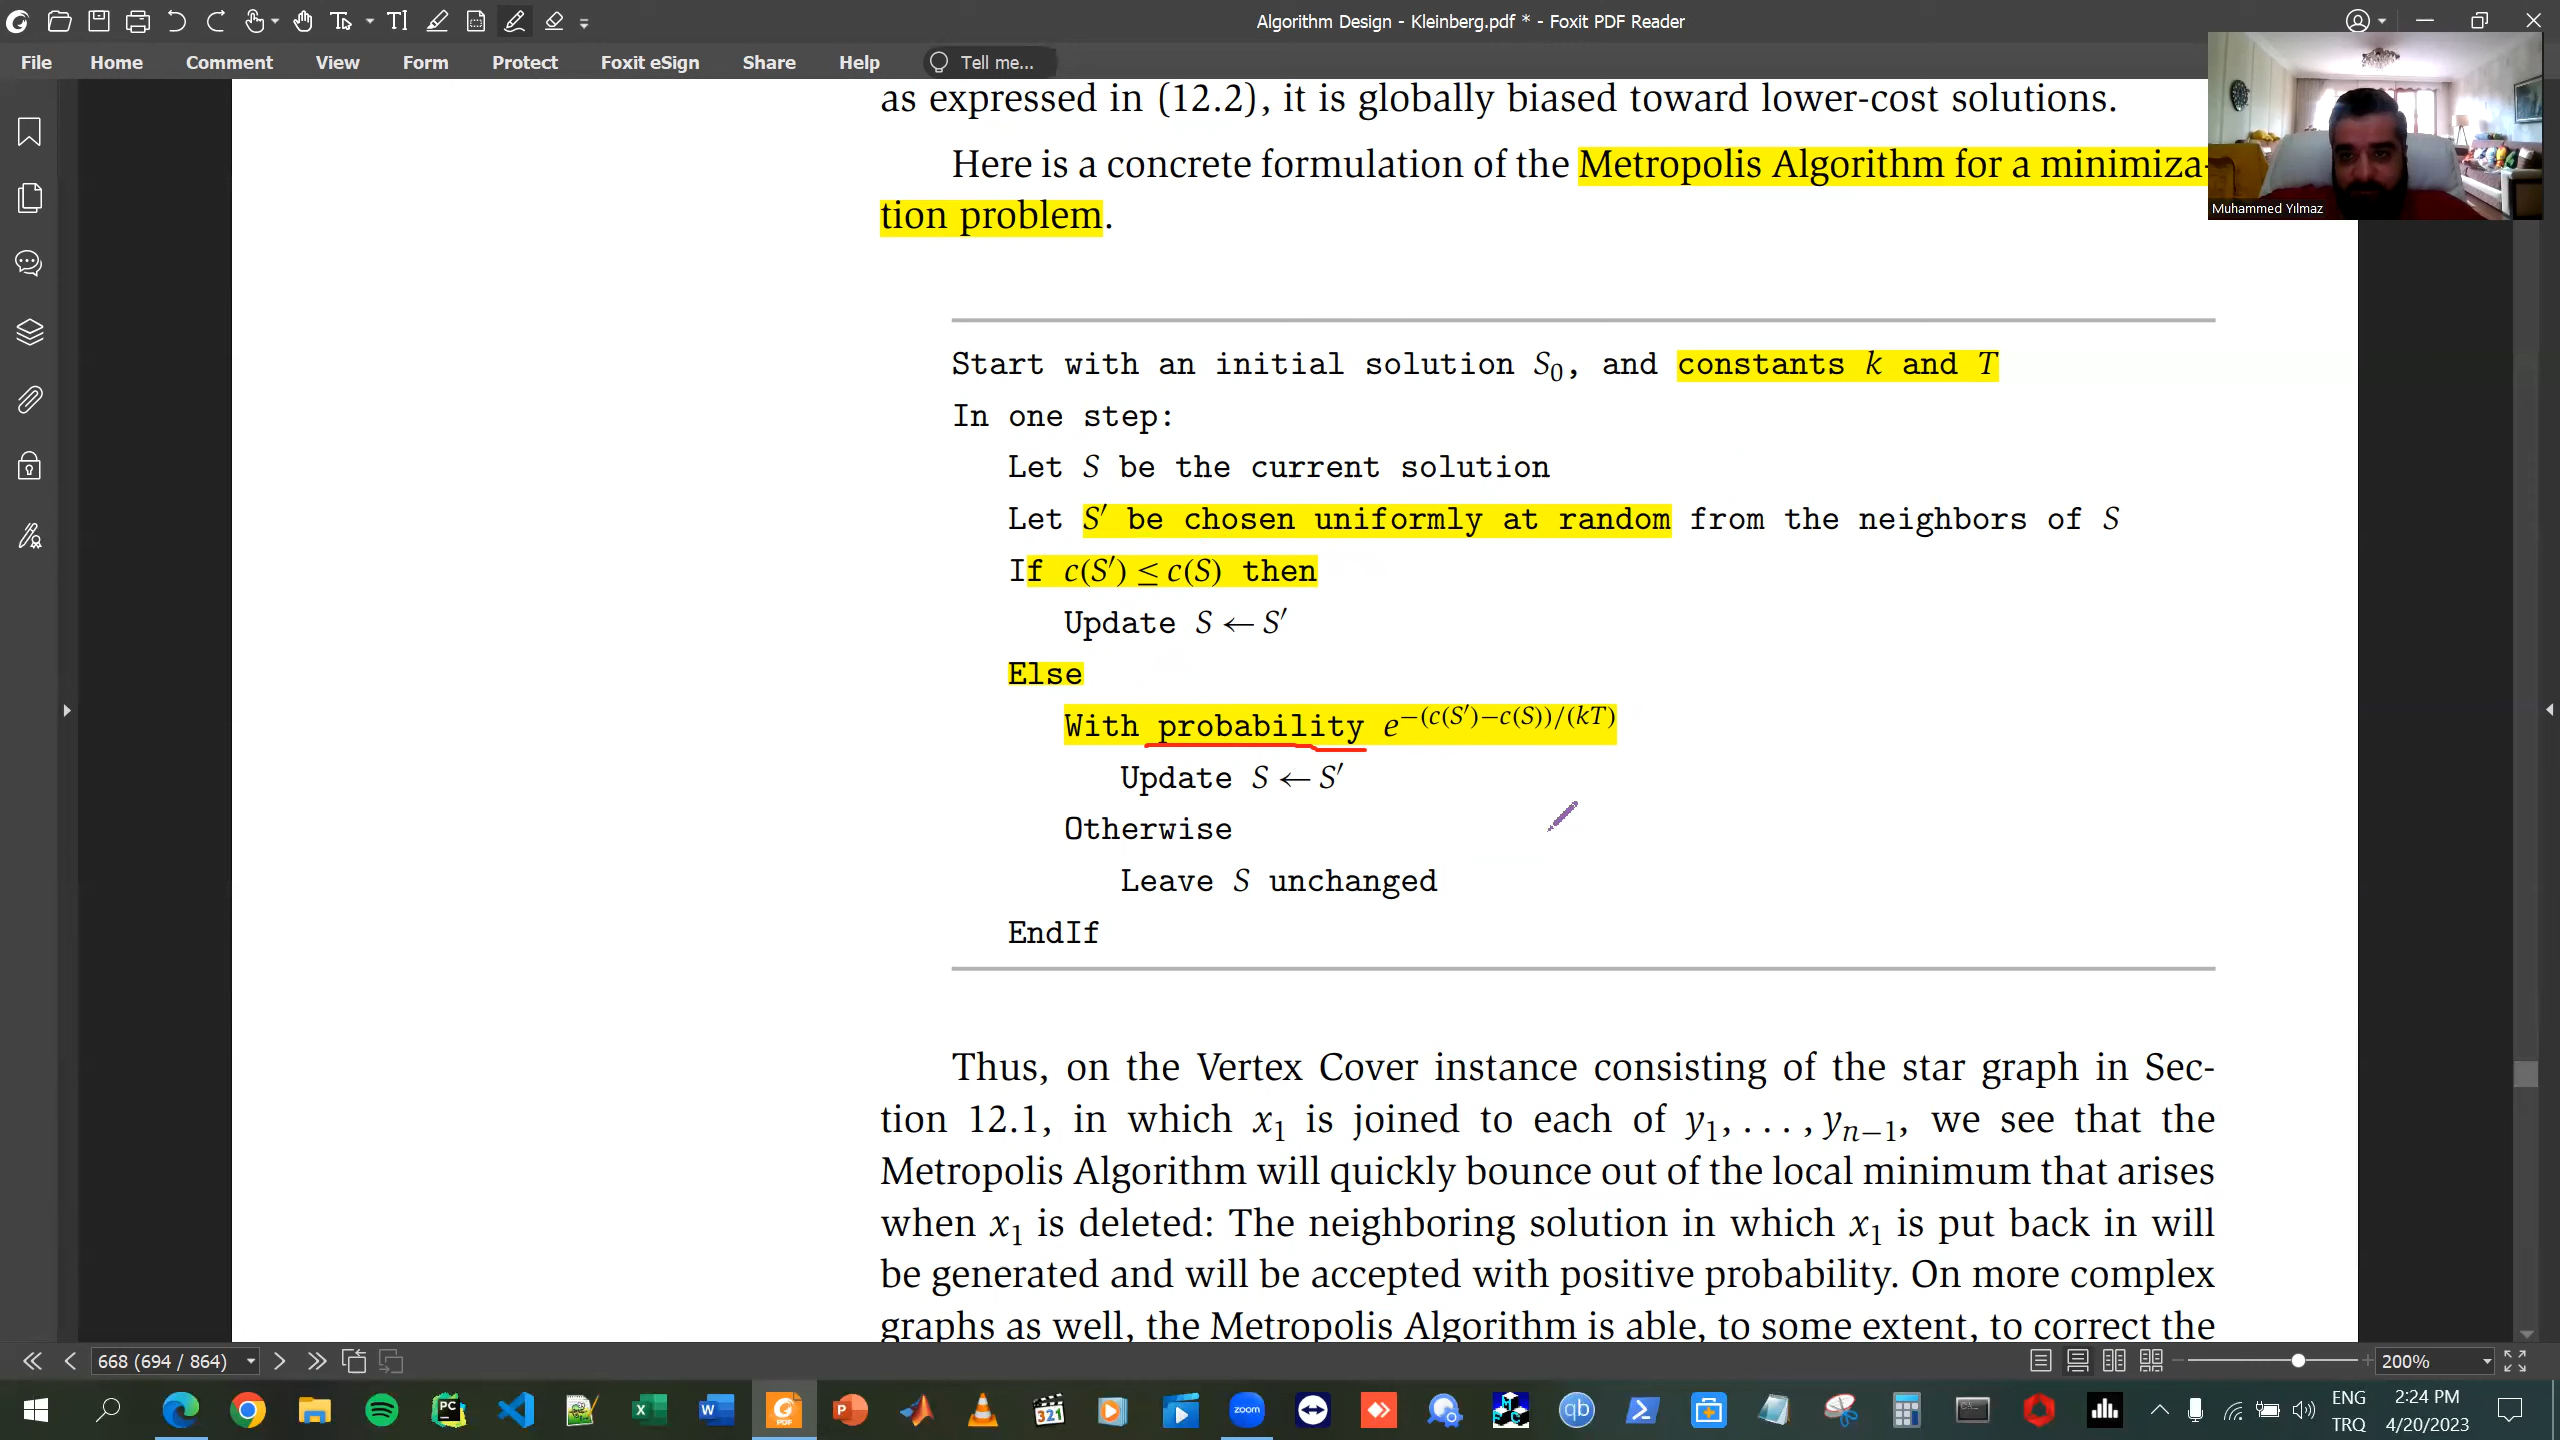 Algorithm Design - Kleinberg.pdf * - Foxit PDF Reader
File Home Comment View Form Protect Foxit eSign Share Help Tell me...
Muhammed Yılmaz
as expressed in (12.2), it is globally biased toward lower-cost solutions.
Here is a concrete formulation of the Metropolis Algorithm for a minimiza-
tion problem.
Start with an initial solution S₀, and constants k and T
In one step:
Let S be the current solution
Let S′ be chosen uniformly at random from the neighbors of S
If c(S′) ≤ c(S) then
Update S ← S′
Else
With probability e^−(c(S′)−c(S))/(kT)
Update S ← S′
Otherwise
Leave S unchanged
EndIf
Thus, on the Vertex Cover instance consisting of the star graph in Sec-
tion 12.1, in which x₁ is joined to each of y₁, . . . , yₙ₋₁, we see that the
Metropolis Algorithm will quickly bounce out of the local minimum that arises
when x₁ is deleted: The neighboring solution in which x₁ is put back in will
be generated and will be accepted with positive probability. On more complex
graphs as well, the Metropolis Algorithm is able, to some extent, to correct the
668 (694 / 864)
200%
zoom
321
qb
PC
PDF
ENG
TRQ
2:24 PM
4/20/2023